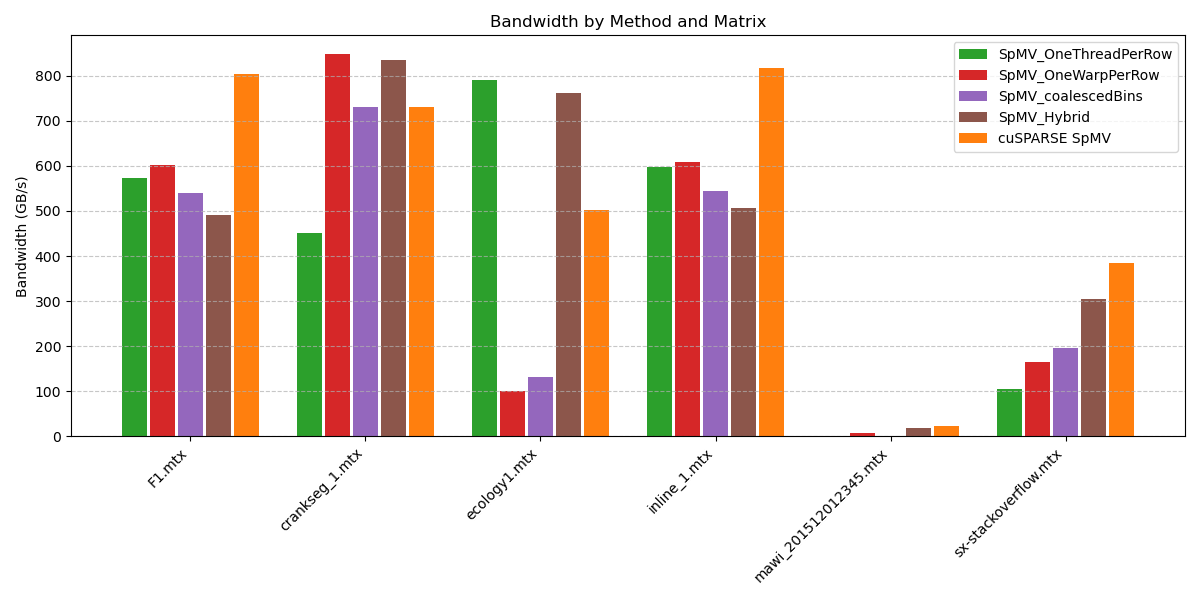 Bandwidth by Method and Matrix
SpMV_OneThreadPerRow
SpMV_OneWarpPerRow
SpMV_coalescedBins
SpMV_Hybrid
cuSPARSE SpMV
Bandwidth (GB/s)
800
700
600
500
400
300
200
100
0
F1.mtx
crankseg_1.mtx
ecology1.mtx
inline_1.mtx
mawi_201512012345.mtx
sx-stackoverflow.mtx